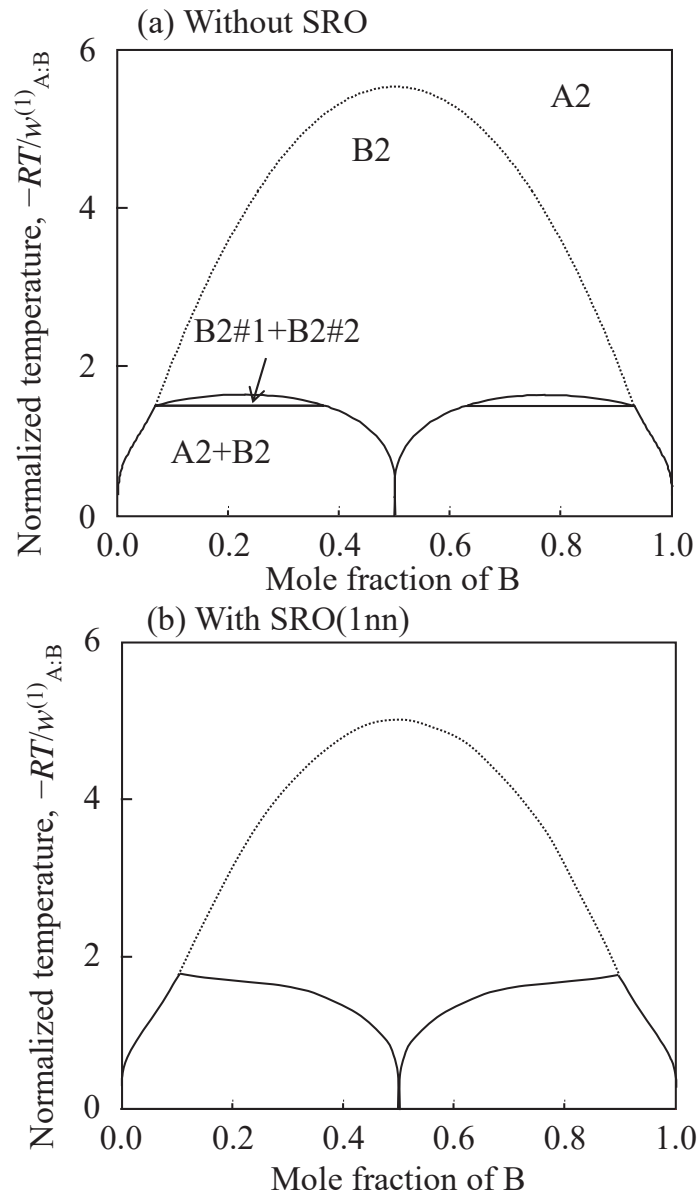 (a) Without SRO
Normalized temperature, −RT/w⁽¹⁾A:B
6
4
2
0
A2
B2
B2#1+B2#2
A2+B2
0.0 0.2 0.4 0.6 0.8 1.0
Mole fraction of B
(b) With SRO(1nn)
Normalized temperature, −RT/w⁽¹⁾A:B
6
4
2
0
0.0 0.2 0.4 0.6 0.8 1.0
Mole fraction of B